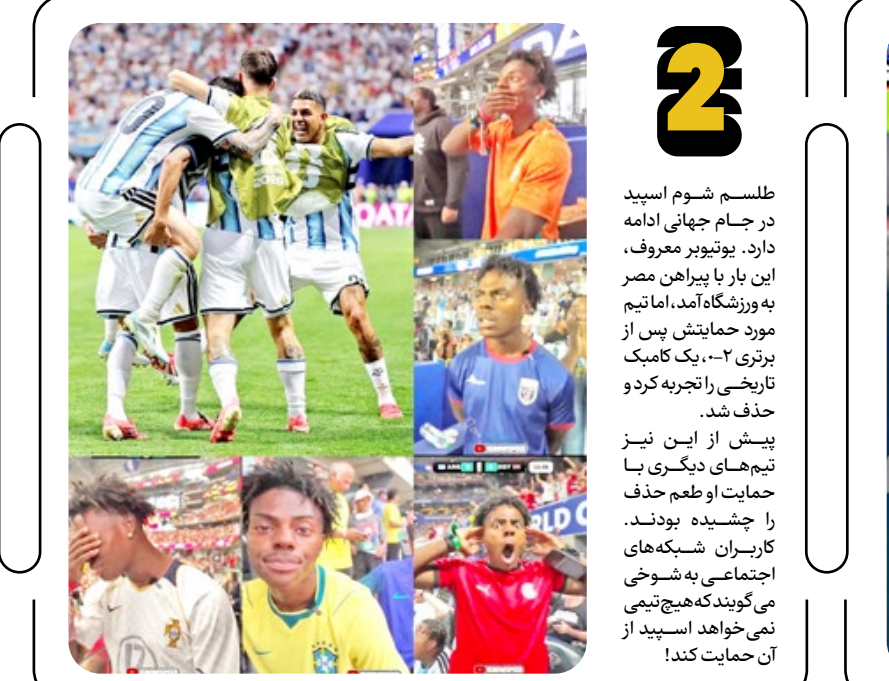 2
طلسم شوم اسپید
در جام جهانی ادامه
دارد. یوتیوبر معروف،
این بار با پیراهن مصر
به ورزشگاه آمد، اما تیم
مورد حمایتش پس از
برتری ۲-۰، یک کامبک
تاریخی را تجربه کرد و
حذف شد.
پیش از این نیز
تیم‌های دیگری با
حمایت او طعم حذف
را چشیده بودند.
کاربران شبکه‌های
اجتماعی به شوخی
می‌گویند که هیچ تیمی
نمی‌خواهد اسپید از
آن حمایت کند!
QATA